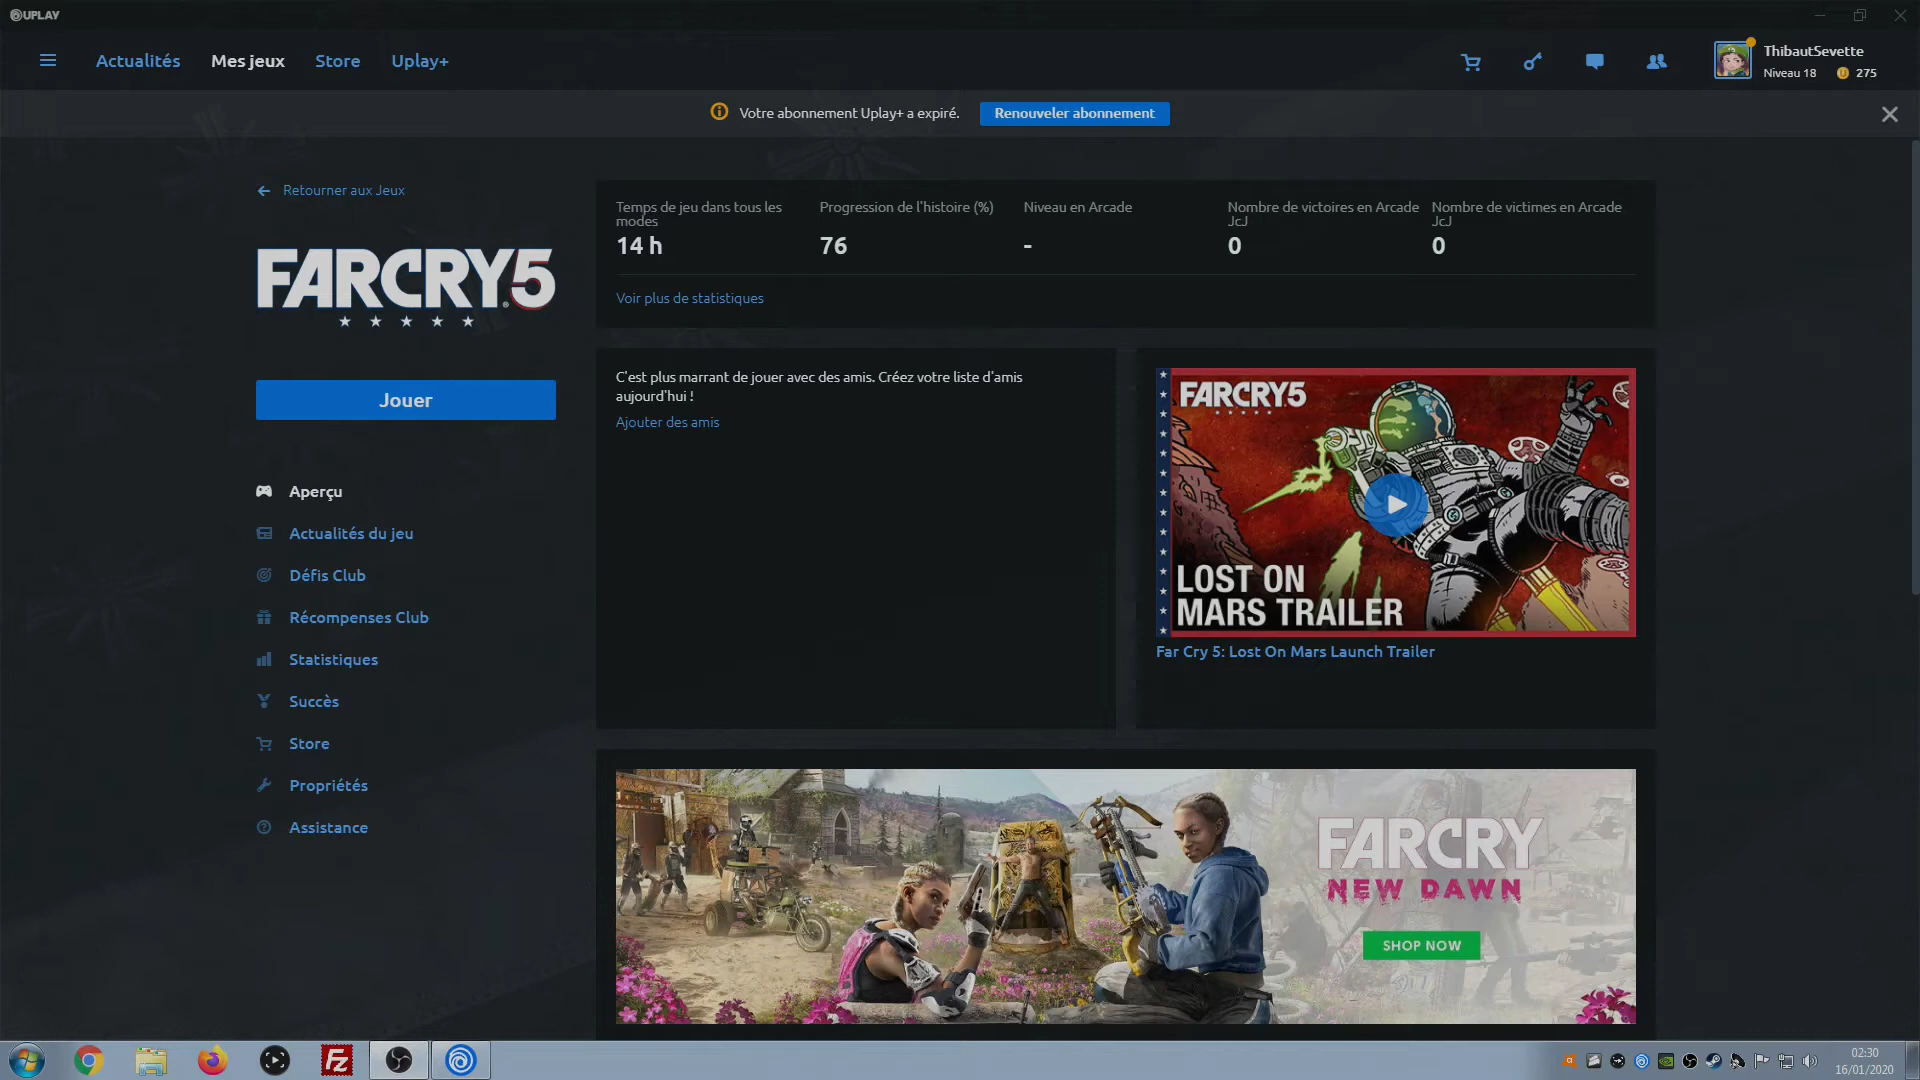 UPLAY
Actualités
Mes jeux
Store
Uplay+
ThibautSevette
Niveau 18
275
Votre abonnement Uplay+ a expiré.
Renouveler abonnement
Retourner aux Jeux
FARCRY5
Jouer
Aperçu
Actualités du jeu
Défis Club
Récompenses Club
Statistiques
Succès
Store
Propriétés
Assistance
Temps de jeu dans tous les
modes
14 h
Progression de l'histoire (%)
76
Niveau en Arcade
-
Nombre de victoires en Arcade
JcJ
0
Nombre de victimes en Arcade
JcJ
0
Voir plus de statistiques
C'est plus marrant de jouer avec des amis. Créez votre liste d'amis
aujourd'hui !
Ajouter des amis
FARCRY5
LOST ON
MARS TRAILER
Far Cry 5: Lost On Mars Launch Trailer
FARCRY
NEW DAWN
SHOP NOW
Fz
02:30
16/01/2020